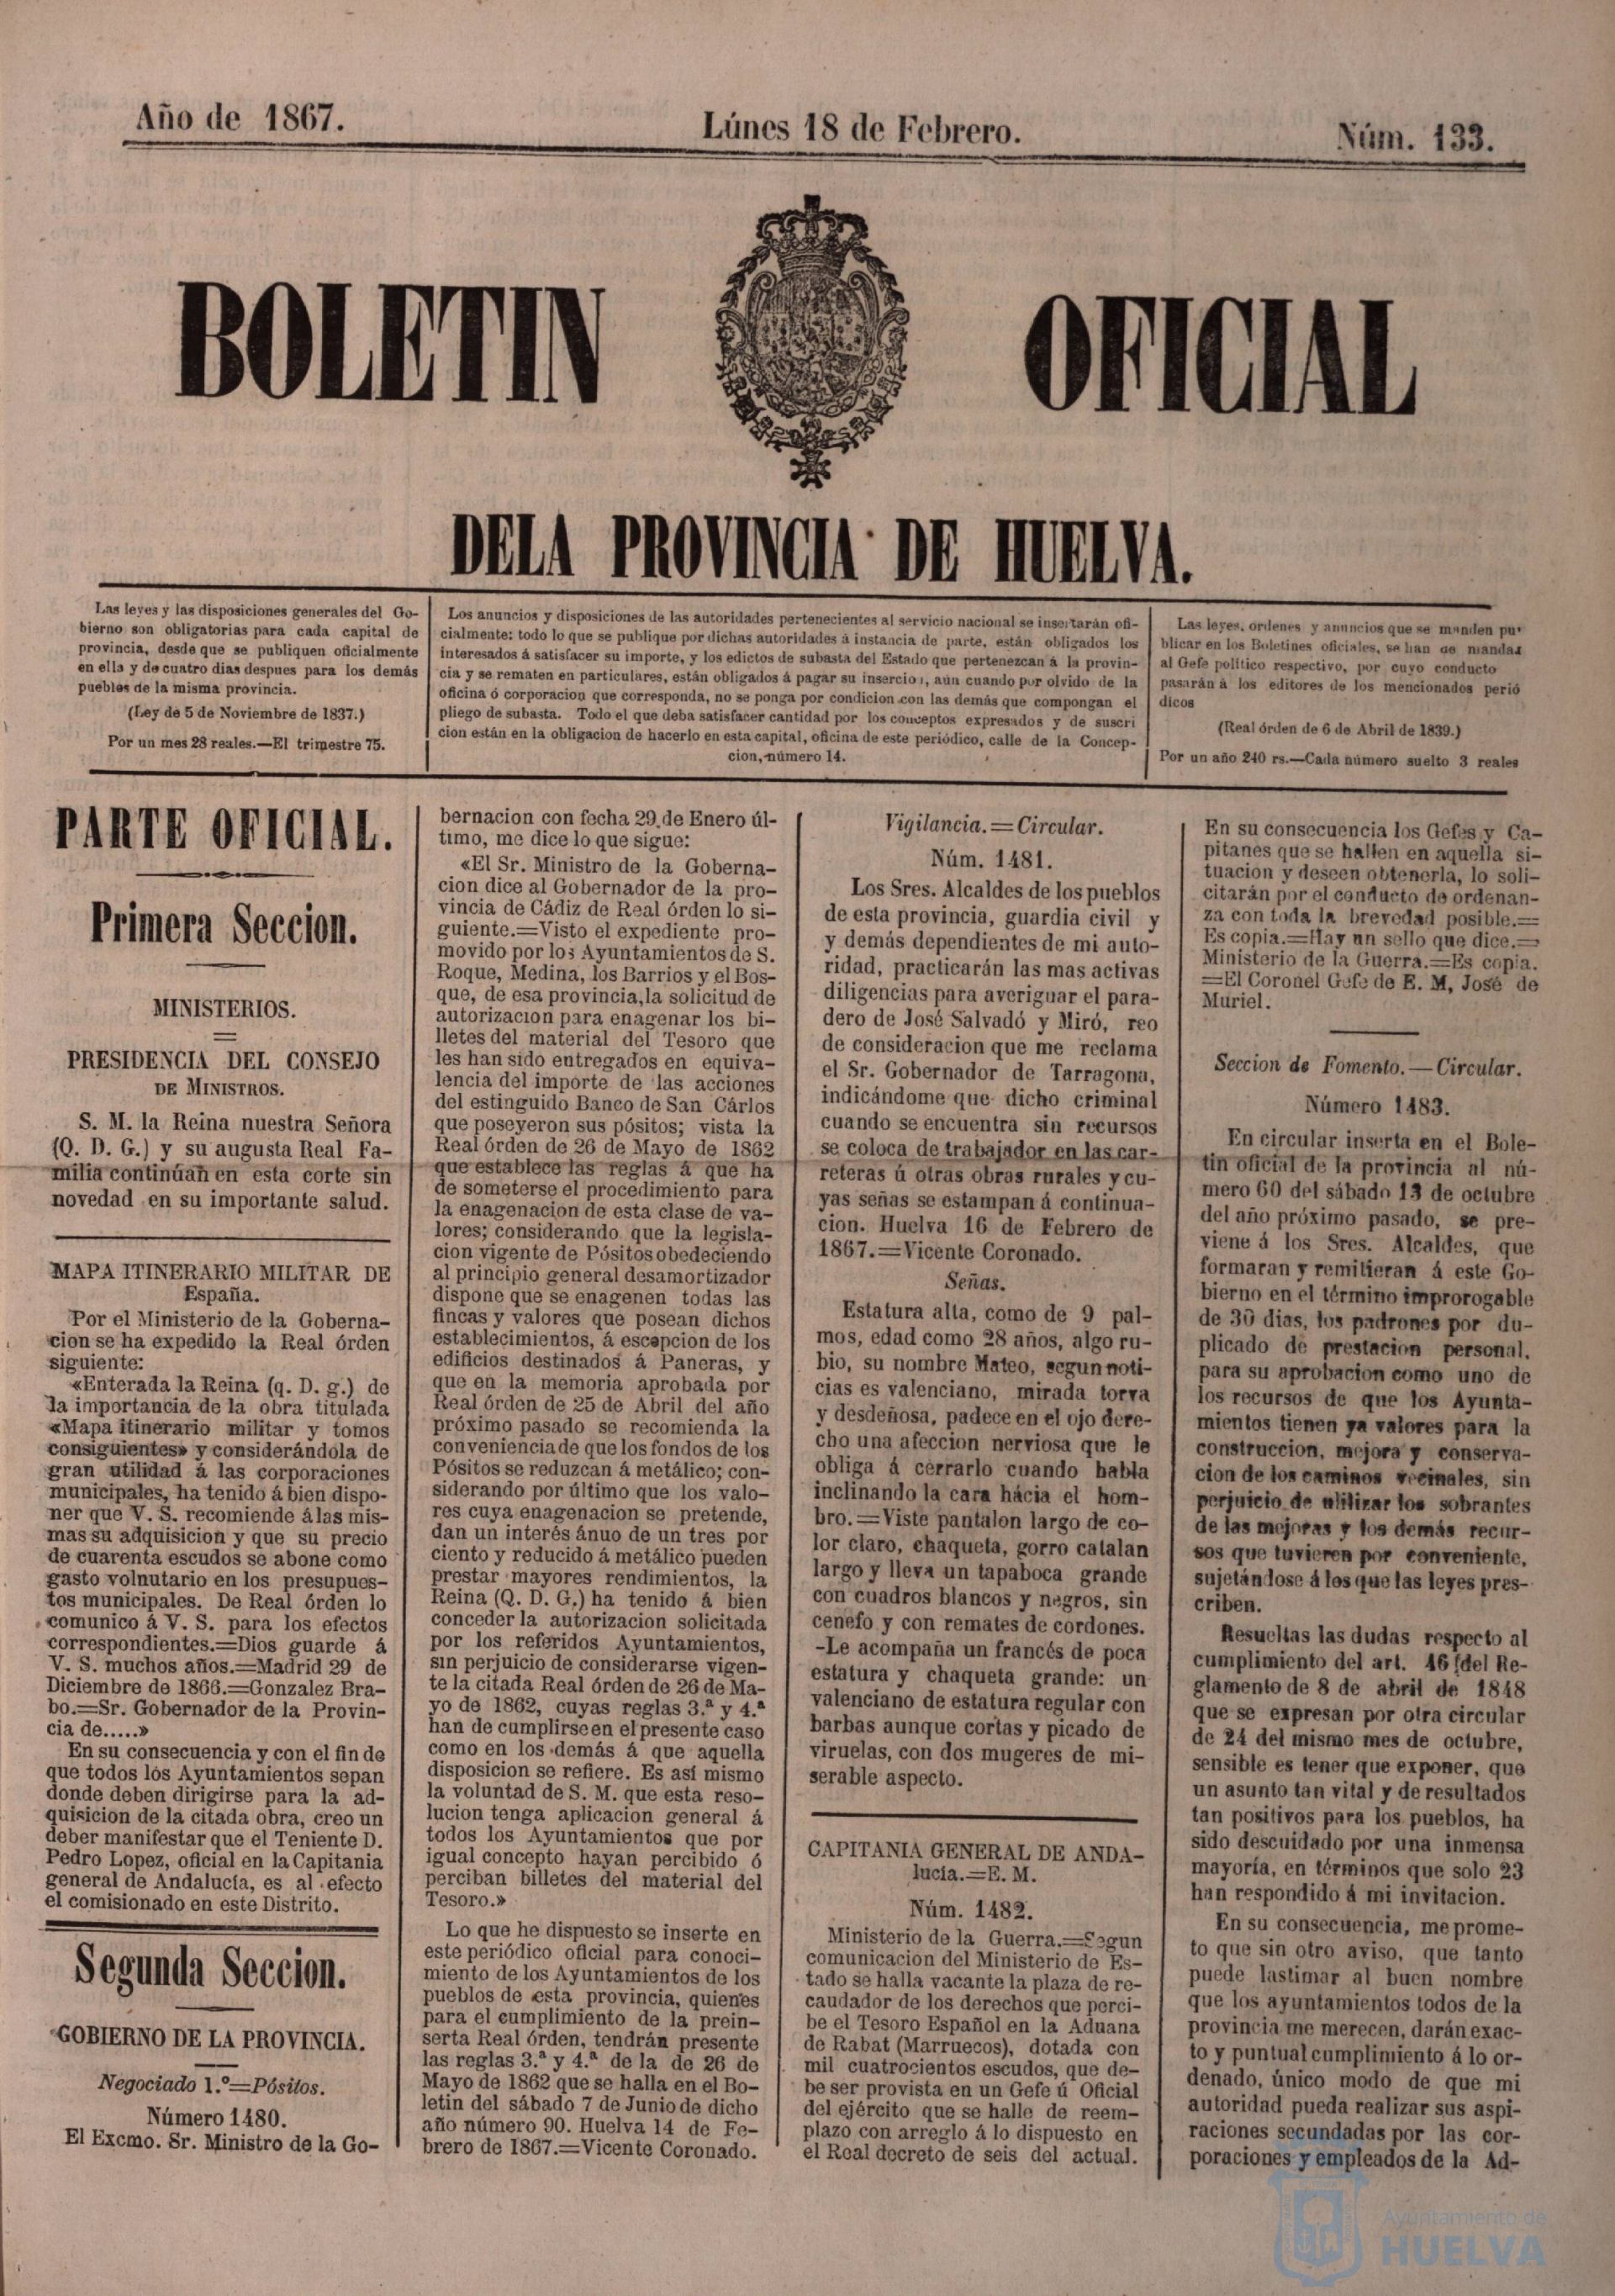 Año de 1867.
Lúnes 18 de Febrero.
Núm. 133.
BOLETIN OFICIAL
DE LA PROVINCIA DE HUELVA.
Las leyes y las disposiciones generales del Go-
bierno son obligatorias para cada capital de
provincia, desde que se publiquen oficialmente
en ella y de cuatro dias despues para los demás
pueblos de la misma provincia.
(Ley de 5 de Noviembre de 1837.)
Por un mes 28 reales.—El trimestre 75.
Los anuncios y disposiciones de las autoridades pertenecientes al servicio nacional se insertarán ofi-
cialmente: todo lo que se publique por dichas autoridades á instancia de parte, están obligados los
interesados á satisfacer su importe, y los edictos de subasta del Estado que pertenezcan á la provin-
cia y se rematen en particulares, están obligados á pagar su insercion, aún cuando por olvido de la
oficina ó corporacion que corresponda, no se ponga por condicion con las demás que compongan el
pliego de subasta. Todo el que deba satisfacer cantidad por los conceptos expresados y de suscri
cion están en la obligacion de hacerlo en esta capital, oficina de este periódico, calle de la Concep-
cion, número 14.
Las leyes, ordenes y anuncios que se manden pu-
blicar en los Boletines oficiales, se han de mandar
al Gefe político respectivo, por cuyo conducto
pasarán á los editores de los mencionados perió
dicos
(Real órden de 6 de Abril de 1839.)
Por un año 240 rs.—Cada número suelto 3 reales
PARTE OFICIAL.
Primera Seccion.
MINISTERIOS.
PRESIDENCIA DEL CONSEJO
DE MINISTROS.
S. M. la Reina nuestra Señora
(Q. D. G.) y su augusta Real Fa-
milia continúan en esta corte sin
novedad en su importante salud.
MAPA ITINERARIO MILITAR DE
España.
Por el Ministerio de la Goberna-
cion se ha expedido la Real órden
siguiente:
«Enterada la Reina (q. D. g.) de
la importancia de la obra titulada
«Mapa itinerario militar y tomos
consiguientes» y considerándola de
gran utilidad á las corporaciones
municipales, ha tenido á bien dispo-
ner que V. S. recomiende á las mis-
mas su adquisicion y que su precio
de cuarenta escudos se abone como
gasto volnutario en los presupues-
tos municipales. De Real órden lo
comunico á V. S. para los efectos
correspondientes.=Dios guarde á
V. S. muchos años.=Madrid 29 de
Diciembre de 1866.=Gonzalez Bra-
bo.=Sr. Gobernador de la Provin-
cia de.....»
En su consecuencia y con el fin de
que todos los Ayuntamientos sepan
donde deben dirigirse para la ad-
quisicion de la citada obra, creo un
deber manifestar que el Teniente D.
Pedro Lopez, oficial en la Capitania
general de Andalucía, es al efecto
el comisionado en este Distrito.
Segunda Seccion.
GOBIERNO DE LA PROVINCIA.
Negociado 1.º=Pósitos.
Número 1480.
El Excmo. Sr. Ministro de la Go-
bernacion con fecha 29 de Enero úl-
timo, me dice lo que sigue:
«El Sr. Ministro de la Goberna-
cion dice al Gobernador de la pro-
vincia de Cádiz de Real órden lo si-
guiente.=Visto el expediente pro-
movido por los Ayuntamientos de S.
Roque, Medina, los Barrios y el Bos-
que, de esa provincia, la solicitud de
autorizacion para enagenar los bi-
lletes del material del Tesoro que
les han sido entregados en equiva-
lencia del importe de las acciones
del estinguido Banco de San Cárlos
que poseyeron sus pósitos; vista la
Real órden de 26 de Mayo de 1862
que establece las reglas á que ha
de someterse el procedimiento para
la enagenacion de esta clase de va-
lores; considerando que la legisla-
cion vigente de Pósitos obedeciendo
al principio general desamortizador
dispone que se enagenen todas las
fincas y valores que posean dichos
establecimientos, á escepcion de los
edificios destinados á Paneras, y
que en la memoria aprobada por
Real órden de 25 de Abril del año
próximo pasado se recomienda la
conveniencia de que los fondos de los
Pósitos se reduzcan á metálico; con-
siderando por último que los valo-
res cuya enagenacion se pretende,
dan un interés ánuo de un tres por
ciento y reducido á metálico pueden
prestar mayores rendimientos, la
Reina (Q. D. G.) ha tenido á bien
conceder la autorizacion solicitada
por los referidos Ayuntamientos,
sin perjuicio de considerarse vigen-
te la citada Real órden de 26 de Ma-
yo de 1862, cuyas reglas 3.ª y 4.ª
han de cumplirse en el presente caso
como en los demás á que aquella
disposicion se refiere. Es así mismo
la voluntad de S. M. que esta reso-
lucion tenga aplicacion general á
todos los Ayuntamientos que por
igual concepto hayan percibido ó
perciban billetes del material del
Tesoro.»
Lo que he dispuesto se inserte en
este periódico oficial para conoci-
miento de los Ayuntamientos de los
pueblos de esta provincia, quienes
para el cumplimiento de la prein-
serta Real órden, tendrán presente
las reglas 3.ª y 4.ª de la de 26 de
Mayo de 1862 que se halla en el Bo-
letin del sábado 7 de Junio de dicho
año número 90. Huelva 14 de Fe-
brero de 1867.=Vicente Coronado.
Vigilancia.=Circular.
Núm. 1481.
Los Sres. Alcaldes de los pueblos
de esta provincia, guardia civil y
y demás dependientes de mi auto-
ridad, practicarán las mas activas
diligencias para averiguar el para-
dero de José Salvadó y Miró, reo
de consideracion que me reclama
el Sr. Gobernador de Tarragona,
indicándome que dicho criminal
cuando se encuentra sin recursos
se coloca de trabajador en las car-
reteras ú otras obras rurales y cu-
yas señas se estampan á continua-
cion. Huelva 16 de Febrero de
1867.=Vicente Coronado.
Señas.
Estatura alta, como de 9 pal-
mos, edad como 28 años, algo ru-
bio, su nombre Mateo, segun noti-
cias es valenciano, mirada torva
y desdeñosa, padece en el ojo dere-
cho una afeccion nerviosa que le
obliga á cerrarlo cuando habla
inclinando la cara hácia el hom-
bro.=Viste pantalon largo de co-
lor claro, chaqueta, gorro catalan
largo y lleva un tapaboca grande
con cuadros blancos y negros, sin
cenefo y con remates de cordones.
-Le acompaña un francés de poca
estatura y chaqueta grande: un
valenciano de estatura regular con
barbas aunque cortas y picado de
viruelas, con dos mugeres de mi-
serable aspecto.
CAPITANIA GENERAL DE ANDA-
lucía.=E. M.
Núm. 1482.
Ministerio de la Guerra.=Segun
comunicacion del Ministerio de Es-
tado se halla vacante la plaza de re-
caudador de los derechos que perci-
be el Tesoro Español en la Aduana
de Rabat (Marruecos), dotada con
mil cuatrocientos escudos, que de-
be ser provista en un Gefe ú Oficial
del ejército que se halle de reem-
plazo con arreglo á lo dispuesto en
el Real decreto de seis del actual.
En su consecuencia los Gefes y Ca-
pitanes que se hallen en aquella si-
tuacion y deseen obtenerla, lo soli-
citarán por el conducto de ordenan-
za con toda la brevedad posible.=
Es copia.=Hay un sello que dice.=
Ministerio de la Guerra.=Es copia.
=El Coronel Gefe de E. M, José de
Muriel.
Seccion de Fomento.—Circular.
Número 1483.
En circular inserta en el Bole-
tin oficial de la provincia al nú-
mero 60 del sábado 13 de octubre
del año próximo pasado, se pre-
viene á los Sres. Alcaldes, que
formaran y remitieran á este Go-
bierno en el término improrogable
de 30 dias, los padrones por du-
plicado de prestacion personal,
para su aprobacion como uno de
los recursos de que los Ayunta-
mientos tienen ya valores para la
construccion, mejora y conserva-
cion de los caminos vecinales, sin
perjuicio de utilizar los sobrantes
de las mejoras y los demás recur-
sos que tuvieren por conveniente,
sujetándose á los que las leyes pres-
criben.
Resueltas las dudas respecto al
cumplimiento del art. 46 del Re-
glamento de 8 de abril de 1848
que se expresan por otra circular
de 24 del mismo mes de octubre,
sensible es tener que exponer, que
un asunto tan vital y de resultados
tan positivos para los pueblos, ha
sido descuidado por una inmensa
mayoría, en términos que solo 23
han respondido á mi invitacion.
En su consecuencia, me prome-
to que sin otro aviso, que tanto
puede lastimar al buen nombre
que los ayuntamientos todos de la
provincia me merecen, darán exac-
to y puntual cumplimiento á lo or-
denado, único modo de que mi
autoridad pueda realizar sus aspi-
raciones secundadas por las cor-
poraciones y empleados de la Ad-
Ayuntamiento de
HUELVA